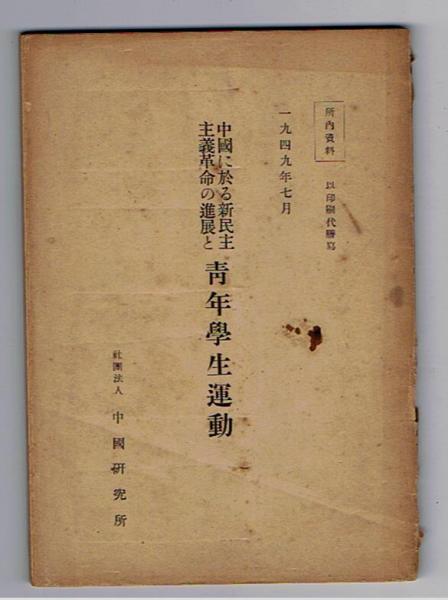 所內資料
以印刷代謄寫
一九四九年七月
中國に於る新民主
主義革命の進展と
靑年學生運動
社團法人
中國硏究所